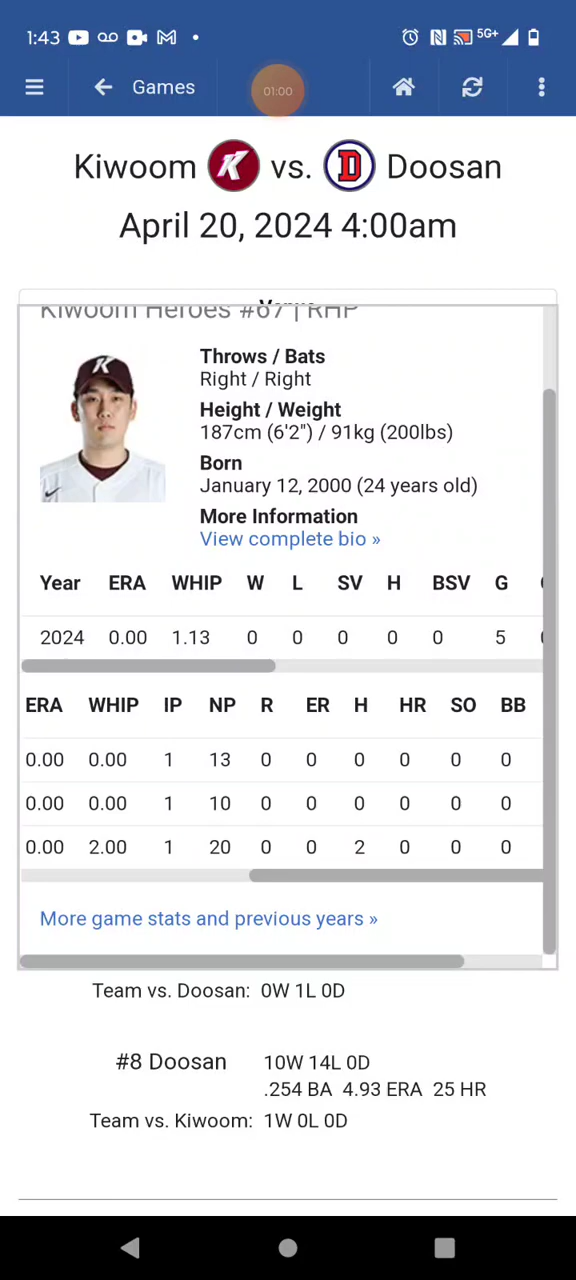 1:43
5G+
Games
01:00
Kiwoom K vs. D Doosan
April 20, 2024 4:00am
Kiwoom Heroes #67 | RHP
K
Throws / Bats
Right / Right
Height / Weight
187cm (6'2") / 91kg (200lbs)
Born
January 12, 2000 (24 years old)
More Information
View complete bio »
Year ERA WHIP W L SV H BSV G
2024 0.00 1.13 0 0 0 0 0 5
ERA WHIP IP NP R ER H HR SO BB
0.00 0.00 1 13 0 0 0 0 0 0
0.00 0.00 1 10 0 0 0 0 0 0
0.00 2.00 1 20 0 0 2 0 0 0
More game stats and previous years »
Team vs. Doosan: 0W 1L 0D
#8 Doosan 10W 14L 0D
.254 BA 4.93 ERA 25 HR
Team vs. Kiwoom: 1W 0L 0D